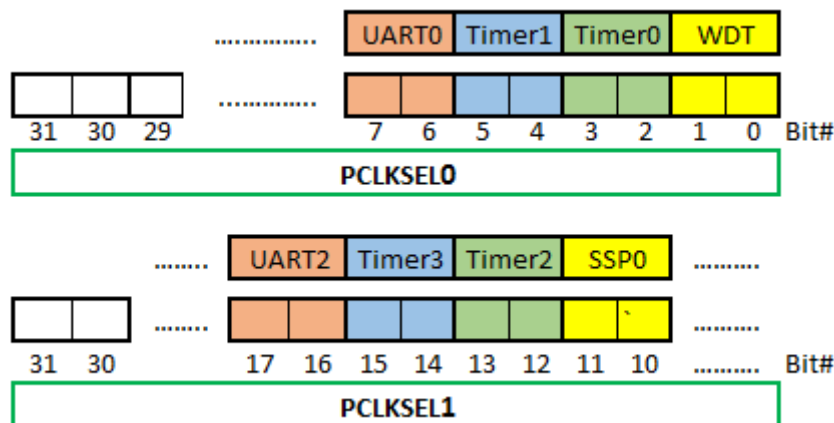 .............. UART0 Timer1 Timer0 WDT
..............
31 30 29 7 6 5 4 3 2 1 0 Bit#
PCLKSEL0
........ UART2 Timer3 Timer2 SSP0 ..........
........ ` ..........
31 30 17 16 15 14 13 12 11 10 .......... Bit#
PCLKSEL1